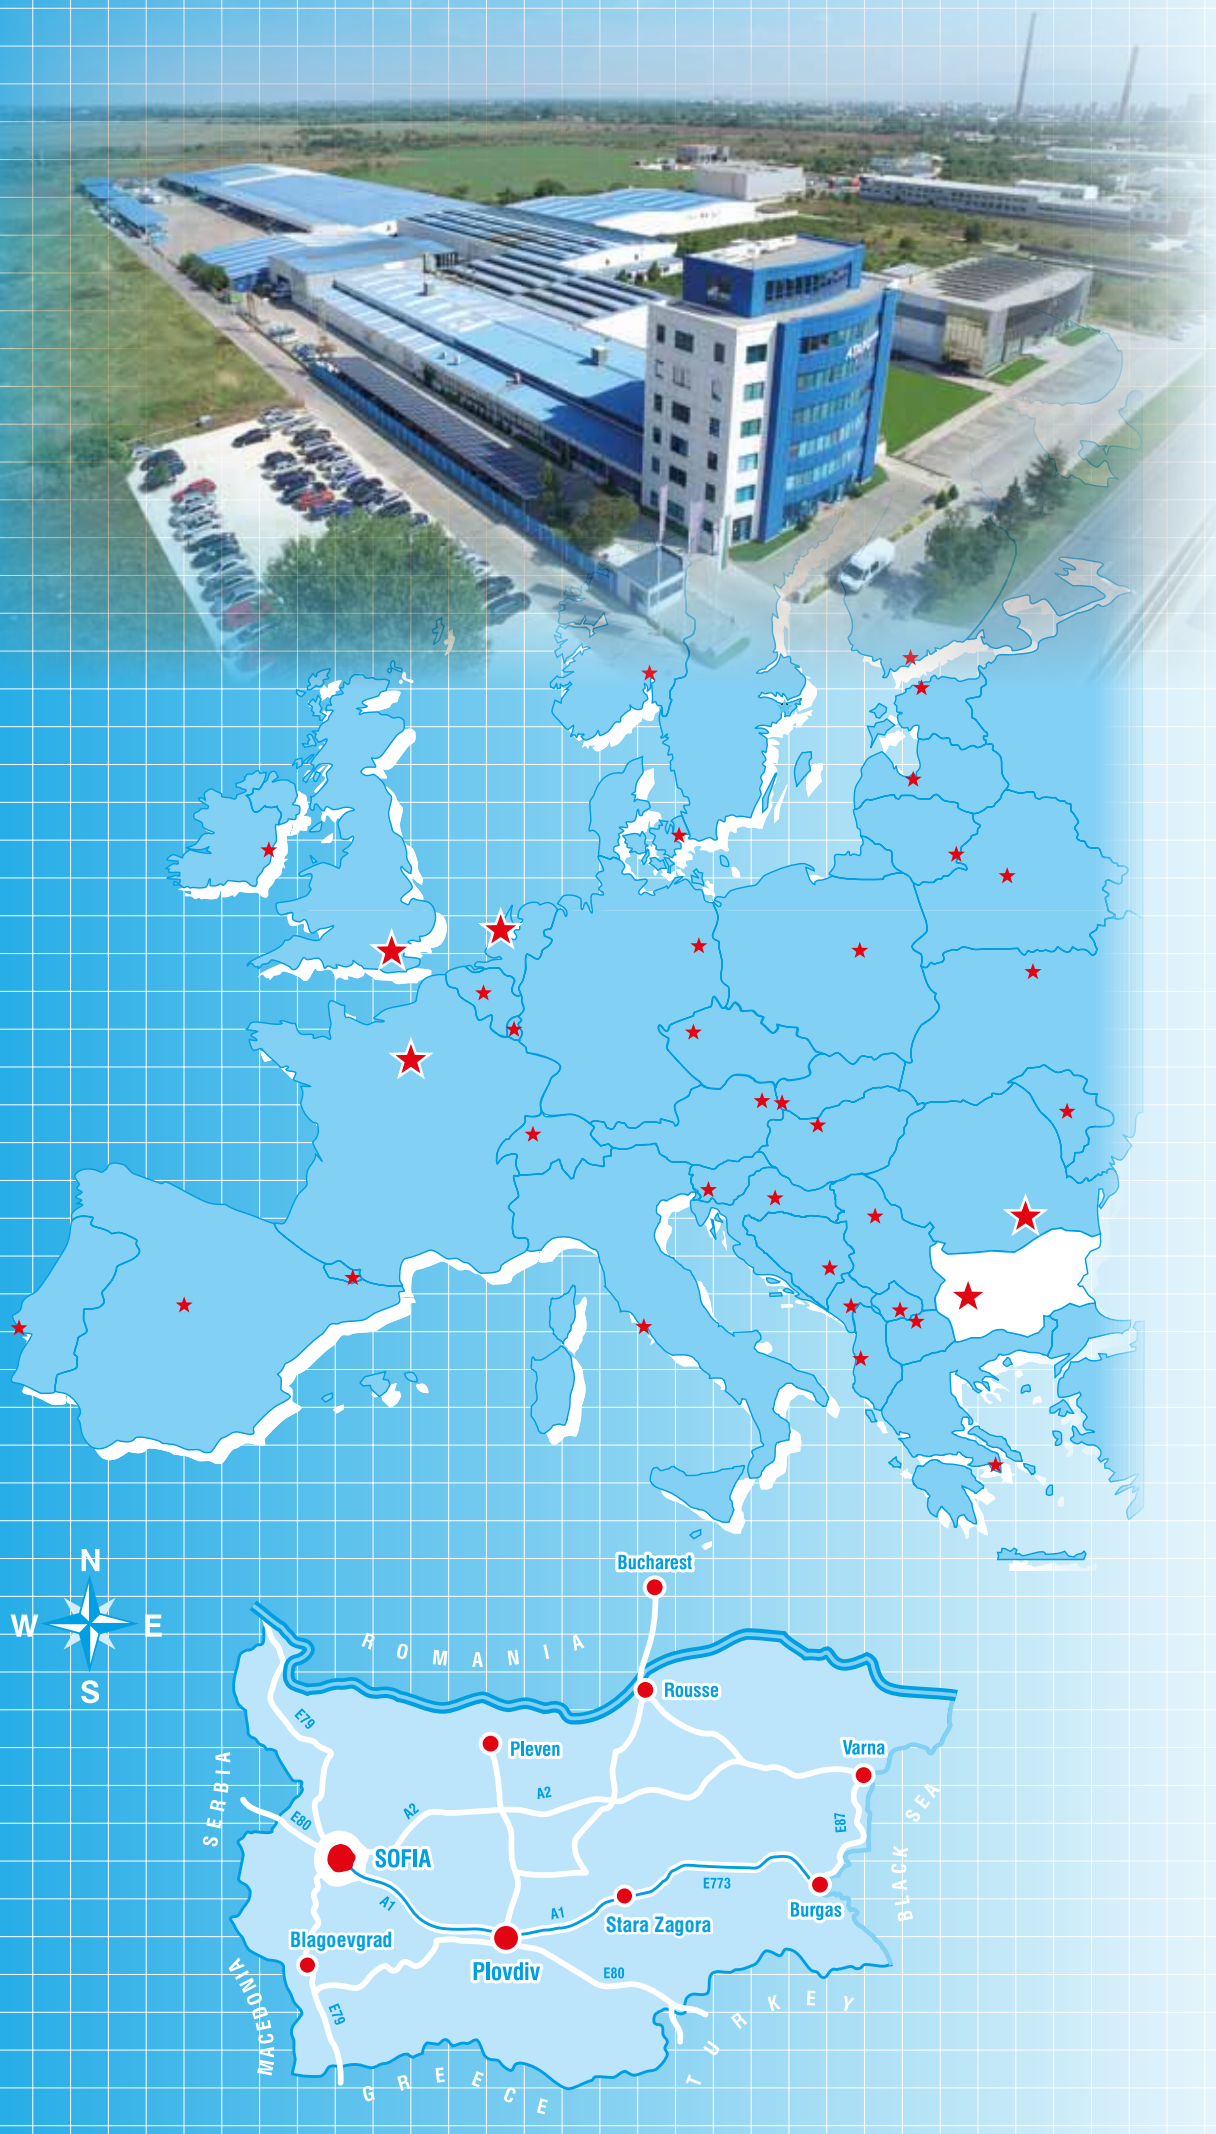 N
W E
S
Bucharest
ROMANIA
Rousse
E79
Pleven
Varna
SERBIA
A2
A2
E80
E87
BLACK SEA
SOFIA
E773
A1
A1
Burgas
Stara Zagora
Blagoevgrad
Plovdiv
E80
MACEDONIA
E79
TURKEY
GREECE